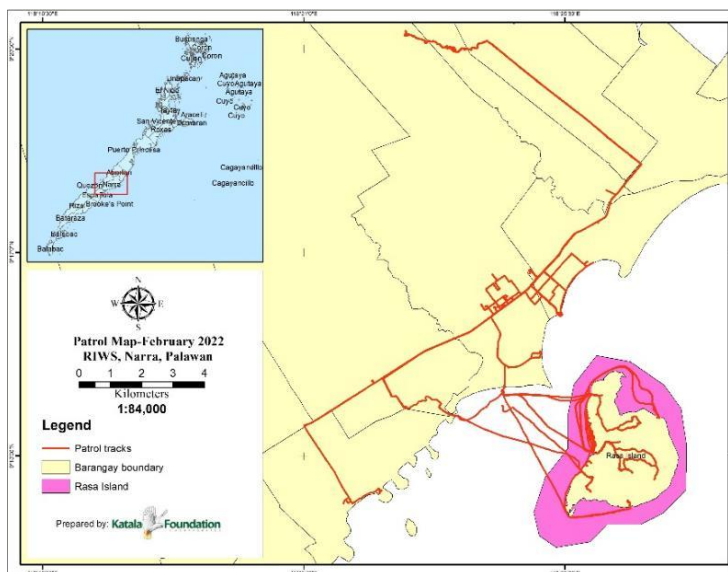 Busuanga
Coron
Culion
Coron
Linapacan
Agutaya
El Nido
Cuyo
Agutaya
Agutaya
Cuyo
Taytay
Araceli
Cuyo
San Vicente
Dumaran
Cuyo
Roxas
Puerto Princesa
Cagayancillo
Aborlan
Quezon
Narra
Cagayancillo
Brooke's Point
Bataraza
Balabac
Balabac
N
W
E
S
Patrol Map-February 2022
RIWS, Narra, Palawan
0 1 2 3 4
Kilometers
1:84,000
Legend
Patrol tracks
Barangay boundary
Rasa Island
Prepared by: Katala Foundation
Rasa Island